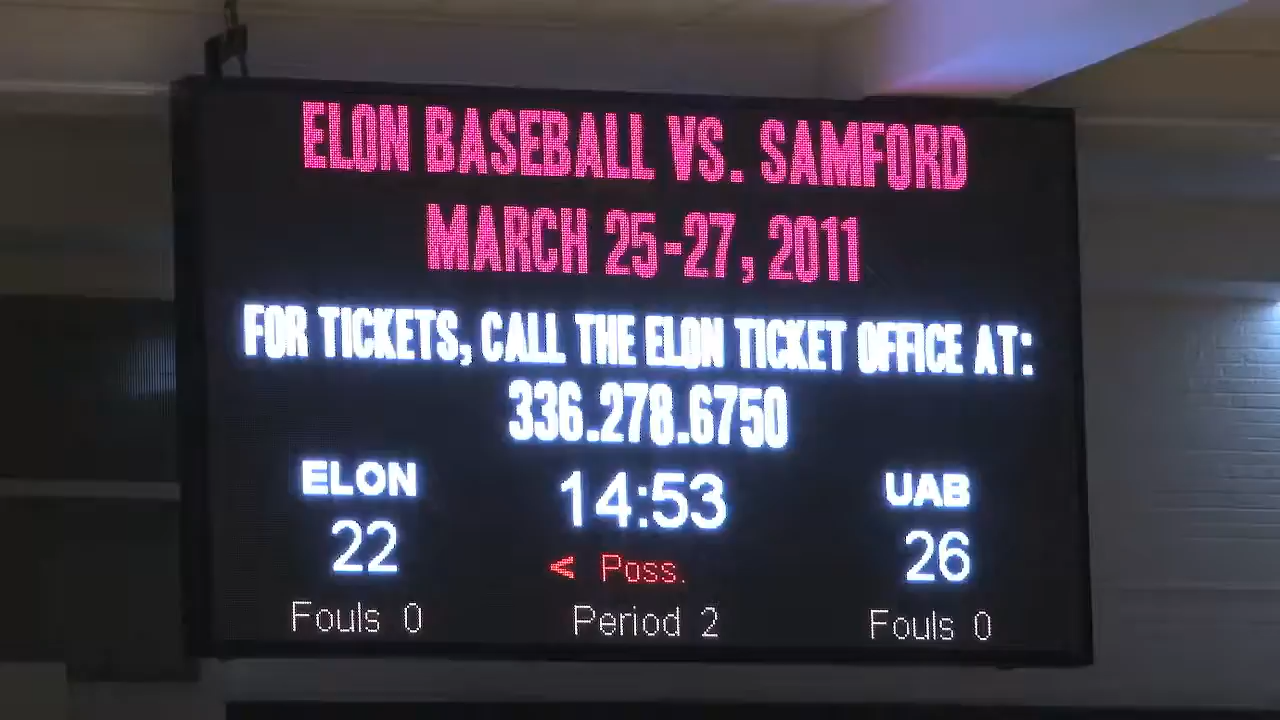 ELON BASEBALL VS. SAMFORD
MARCH 25-27, 2011
FOR TICKETS, CALL THE ELON TICKET OFFICE AT:
336.278.6750
ELON 14:53 UAB
22 26
< Poss.
Fouls 0 Period 2 Fouls 0